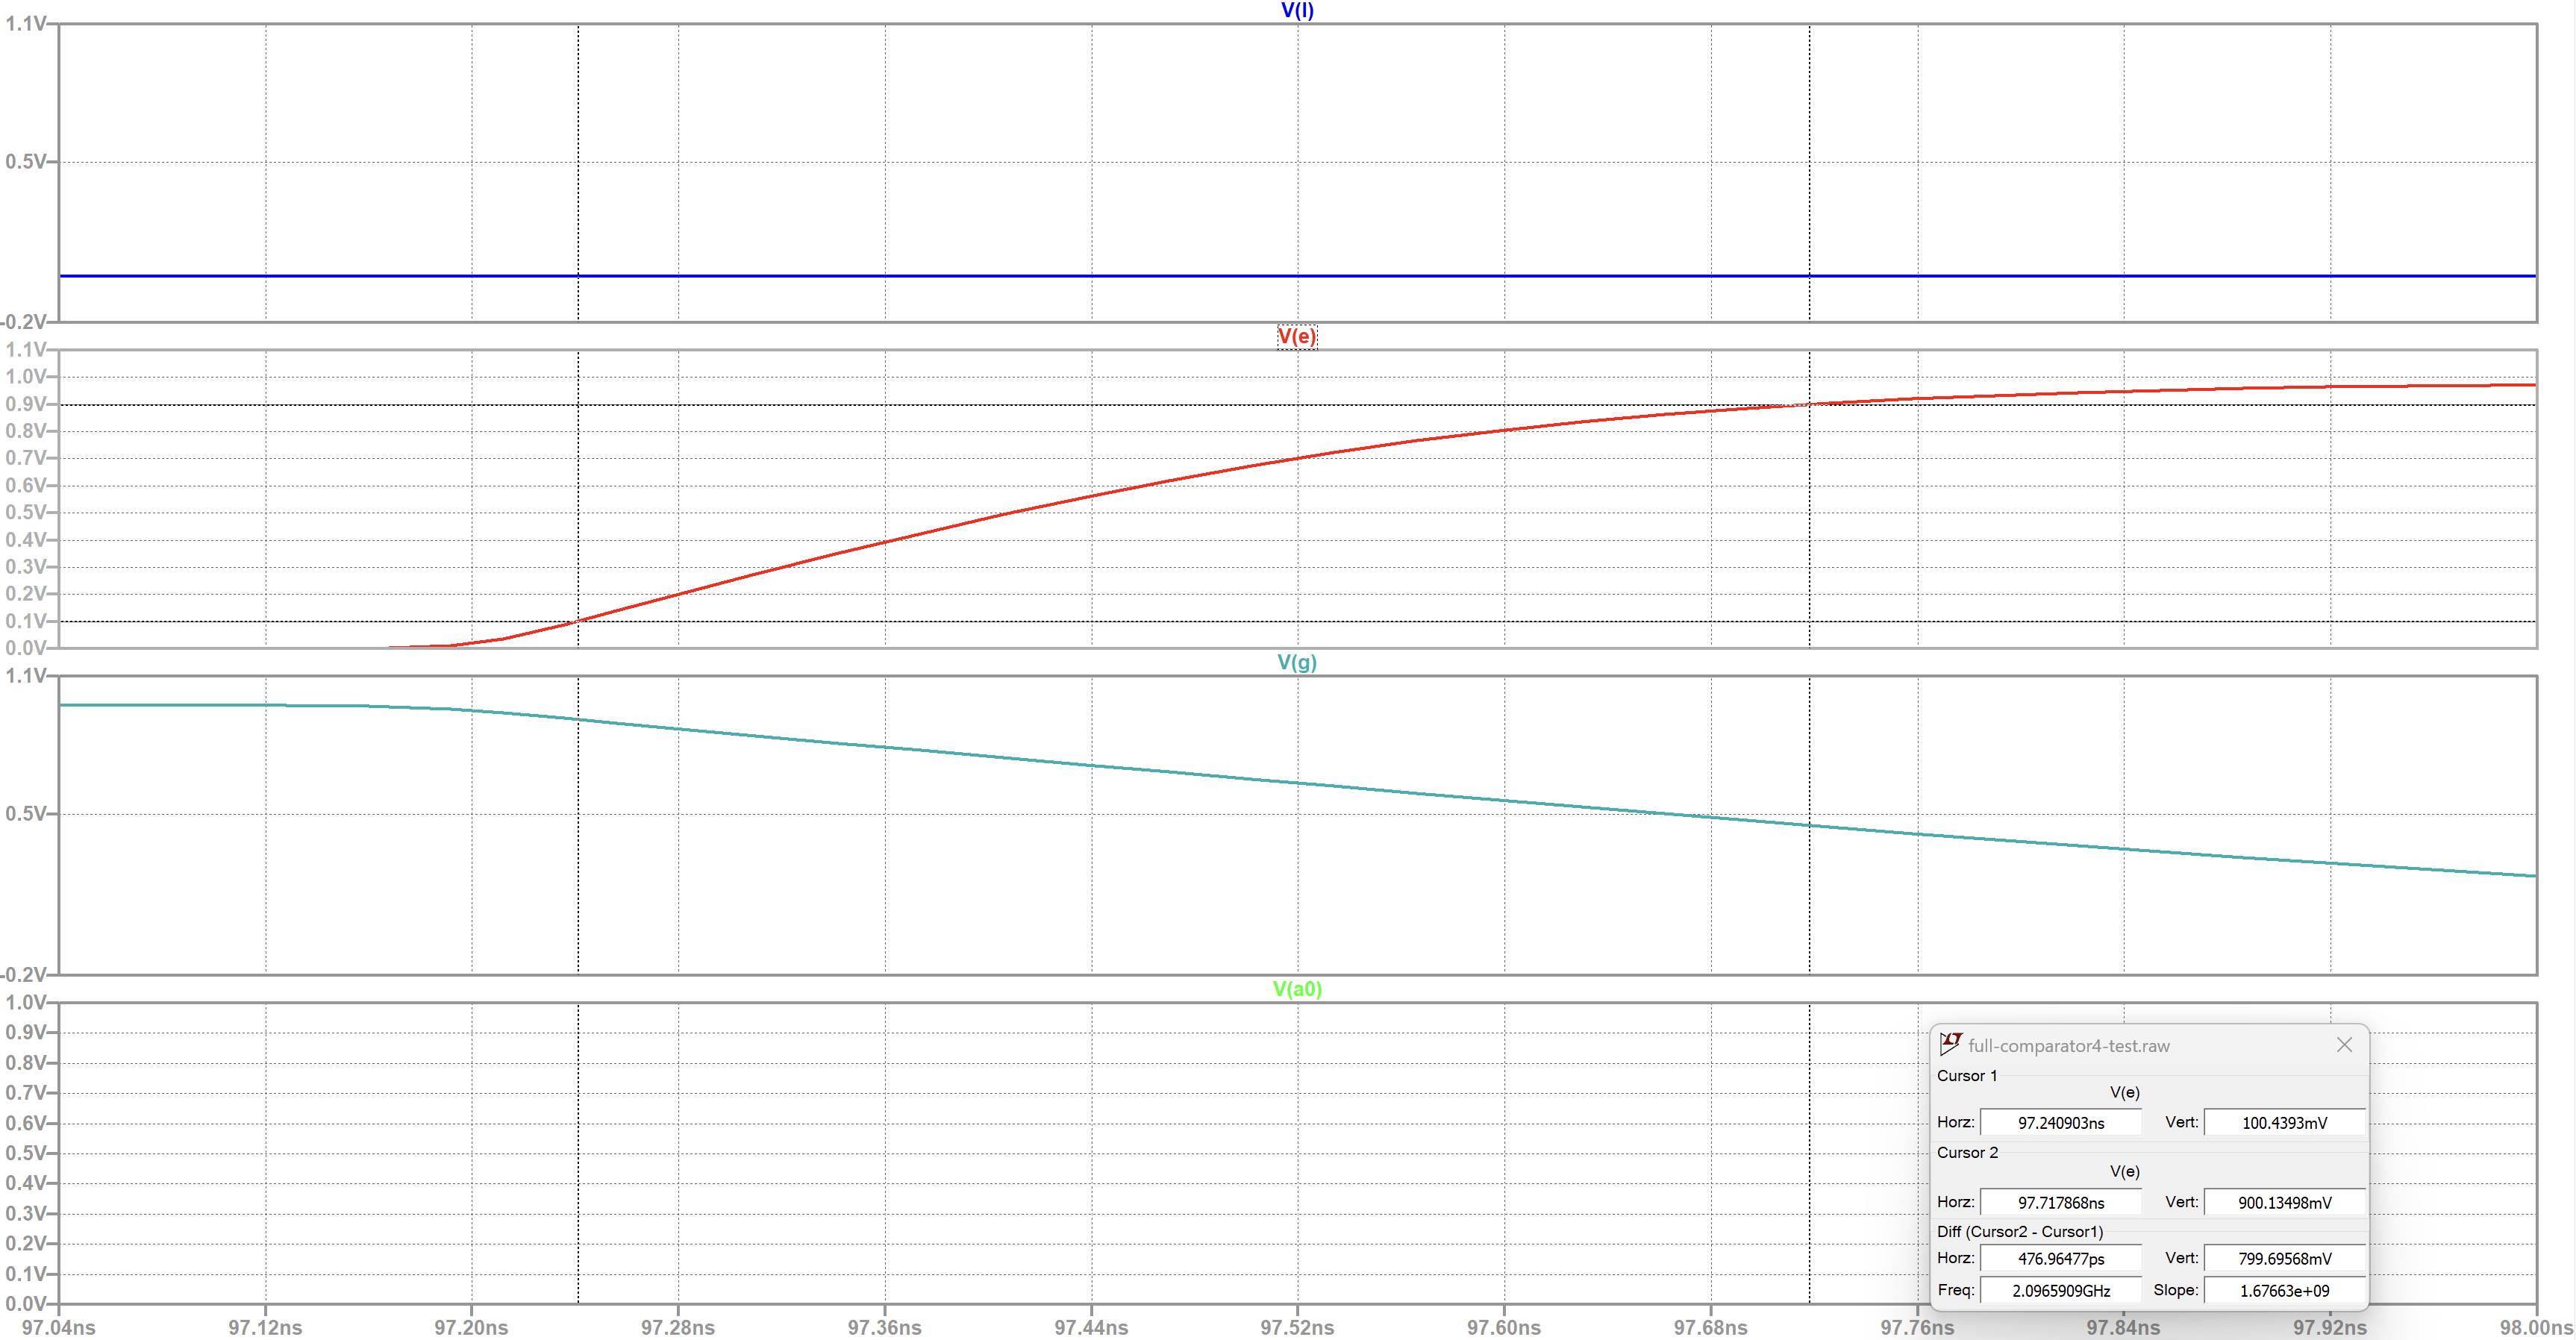 V(l)
1.1V
0.5V
-0.2V
V(e)
1.1V
1.0V
0.9V
0.8V
0.7V
0.6V
0.5V
0.4V
0.3V
0.2V
0.1V
0.0V
V(g)
1.1V
0.5V
-0.2V
V(a0)
1.0V
0.9V
0.8V
0.7V
0.6V
0.5V
0.4V
0.3V
0.2V
0.1V
0.0V
97.04ns 97.12ns 97.20ns 97.28ns 97.36ns 97.44ns 97.52ns 97.60ns 97.68ns 97.76ns 97.84ns 97.92ns 98.00ns
full-comparator4-test.raw
Cursor 1
V(e)
Horz: 97.240903ns Vert: 100.4393mV
Cursor 2
V(e)
Horz: 97.717868ns Vert: 900.13498mV
Diff (Cursor2 - Cursor1)
Horz: 476.96477ps Vert: 799.69568mV
Freq: 2.0965909GHz Slope: 1.67663e+09